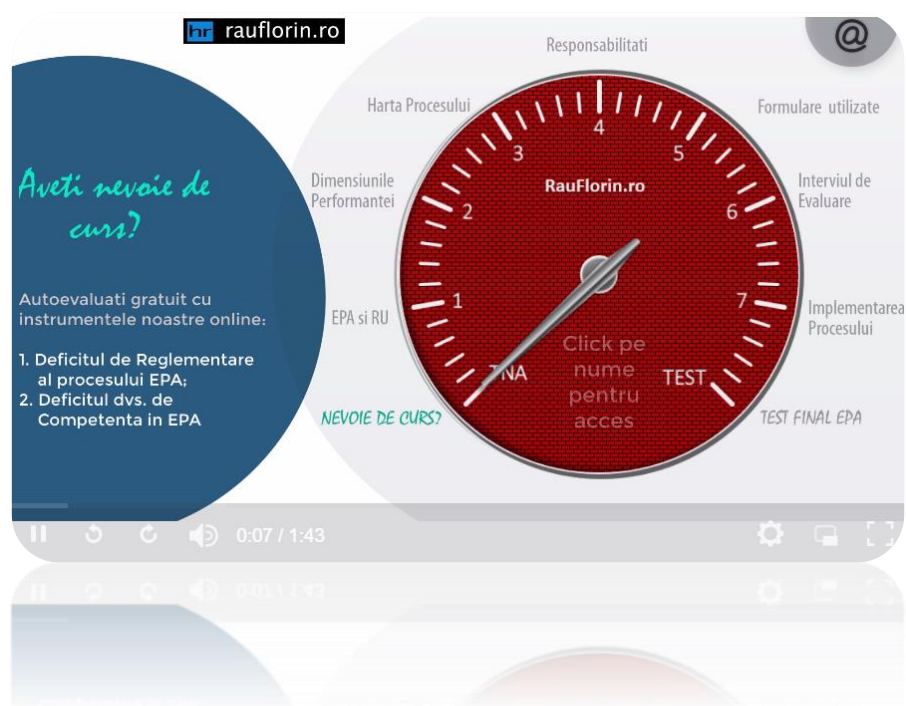 hr rauflorin.ro
@
Aveti nevoie de
curs?
Autoevaluati gratuit cu
instrumentele noastre online:
1. Deficitul de Reglementare
al procesului EPA;
2. Deficitul dvs. de
Competenta in EPA
Responsabilitati
Harta Procesului
Formulare utilizate
Dimensiunile
Performantei
Interviul de
Evaluare
EPA si RU
Implementarea
Procesului
NEVOIE DE CURS?
TEST FINAL EPA
4
3
5
RauFlorin.ro
2
6
1
7
TNA
TEST
Click pe
nume
pentru
acces
0:07 / 1:43